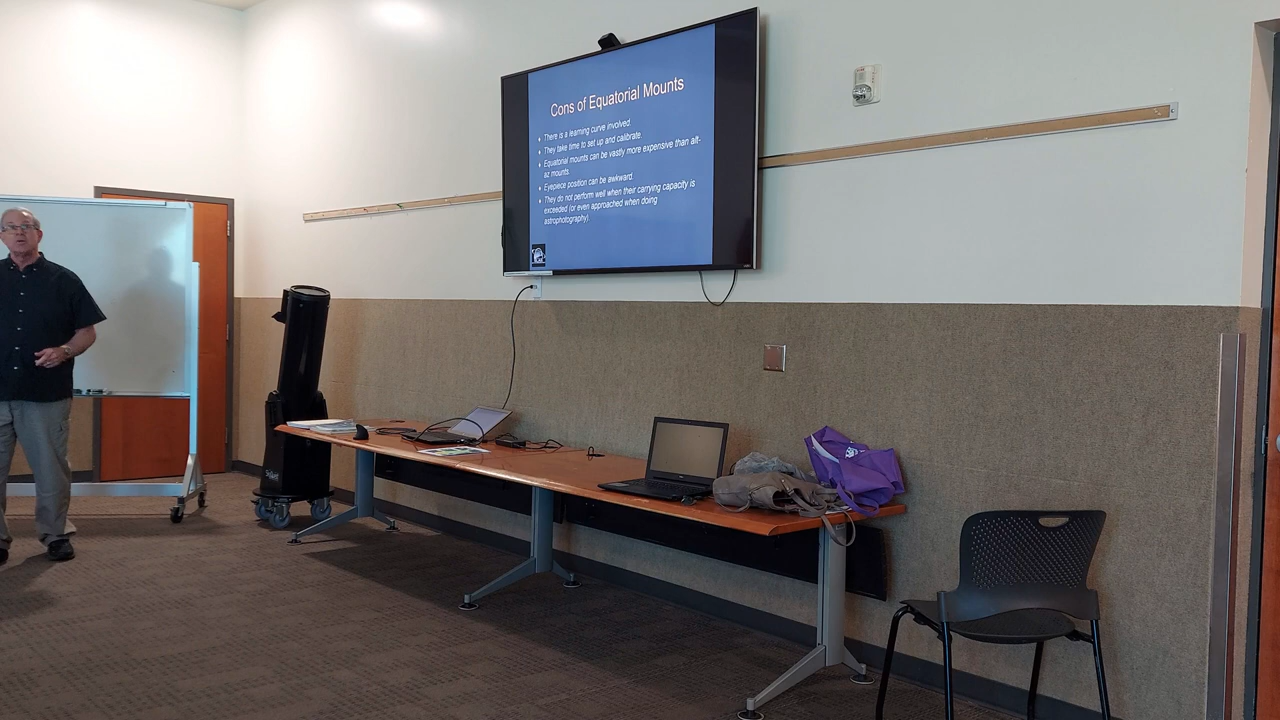 Cons of Equatorial Mounts
There is a learning curve involved.
They take time to set up and calibrate.
Equatorial mounts can be vastly more expensive than alt-
az mounts.
Eyepiece position can be awkward.
They do not perform well when their carrying capacity is
exceeded (or even approached when doing
astrophotography).